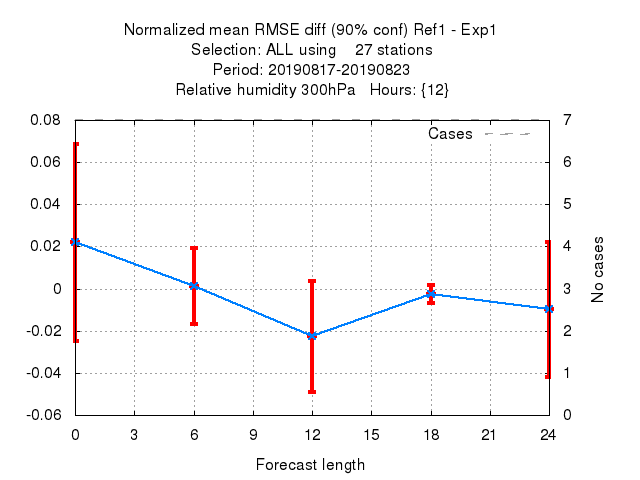 Normalized mean RMSE diff (90% conf) Ref1 - Exp1
Selection: ALL using    27 stations
Period: 20190817-20190823
Relative humidity 300hPa   Hours: {12}
Cases
0.08
0.06
0.04
0.02
0
-0.02
-0.04
-0.06
7
6
5
4
3
2
1
0
No cases
0 3 6 9 12 15 18 21 24
Forecast length